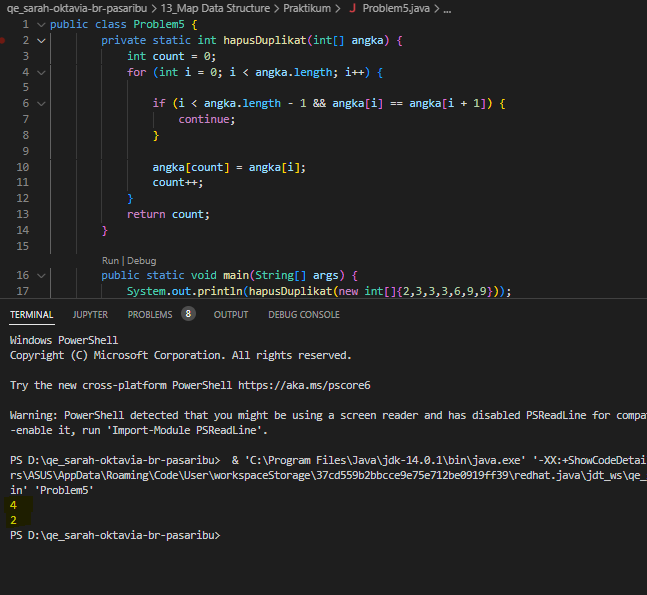 qe_sarah-oktavia-br-pasaribu > 13_Map Data Structure > Praktikum > J Problem5.java > ...
1 public class Problem5 {
2 private static int hapusDuplikat(int[] angka) {
3 int count = 0;
4 for (int i = 0; i < angka.length; i++) {
5
6 if (i < angka.length - 1 && angka[i] == angka[i + 1]) {
7 continue;
8 }
9
10 angka[count] = angka[i];
11 count++;
12 }
13 return count;
14 }
15
Run | Debug
16 public static void main(String[] args) {
17 System.out.println(hapusDuplikat(new int[]{2,3,3,3,6,9,9}));
TERMINAL JUPYTER PROBLEMS 8 OUTPUT DEBUG CONSOLE
Windows PowerShell
Copyright (C) Microsoft Corporation. All rights reserved.
Try the new cross-platform PowerShell https://aka.ms/pscore6
Warning: PowerShell detected that you might be using a screen reader and has disabled PSReadLine for compa
-enable it, run 'Import-Module PSReadLine'.
PS D:\qe_sarah-oktavia-br-pasaribu> & 'C:\Program Files\Java\jdk-14.0.1\bin\java.exe' '-XX:+ShowCodeDetai
rs\ASUS\AppData\Roaming\Code\User\workspaceStorage\37cd559b2bbcce9e75e712be0919ff39\redhat.java\jdt_ws\qe_
in' 'Problem5'
4
2
PS D:\qe_sarah-oktavia-br-pasaribu>